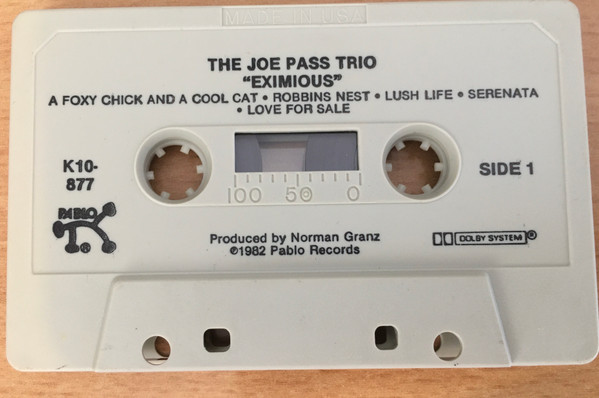 MADE IN USA
THE JOE PASS TRIO
"EXIMIOUS"
A FOXY CHICK AND A COOL CAT • ROBBINS NEST • LUSH LIFE • SERENATA
• LOVE FOR SALE
K10-
877
100 50 0
SIDE 1
PABLO
®
Produced by Norman Granz
℗1982 Pablo Records
DOLBY SYSTEM ®